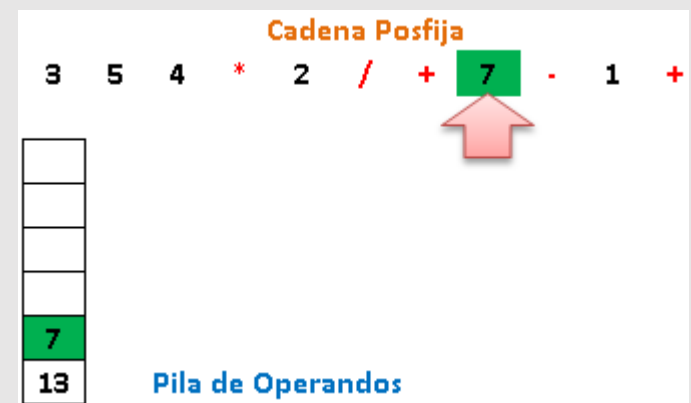 Cadena Posfija
3 5 4 * 2 / + 7 - 1 +
7
13 Pila de Operandos